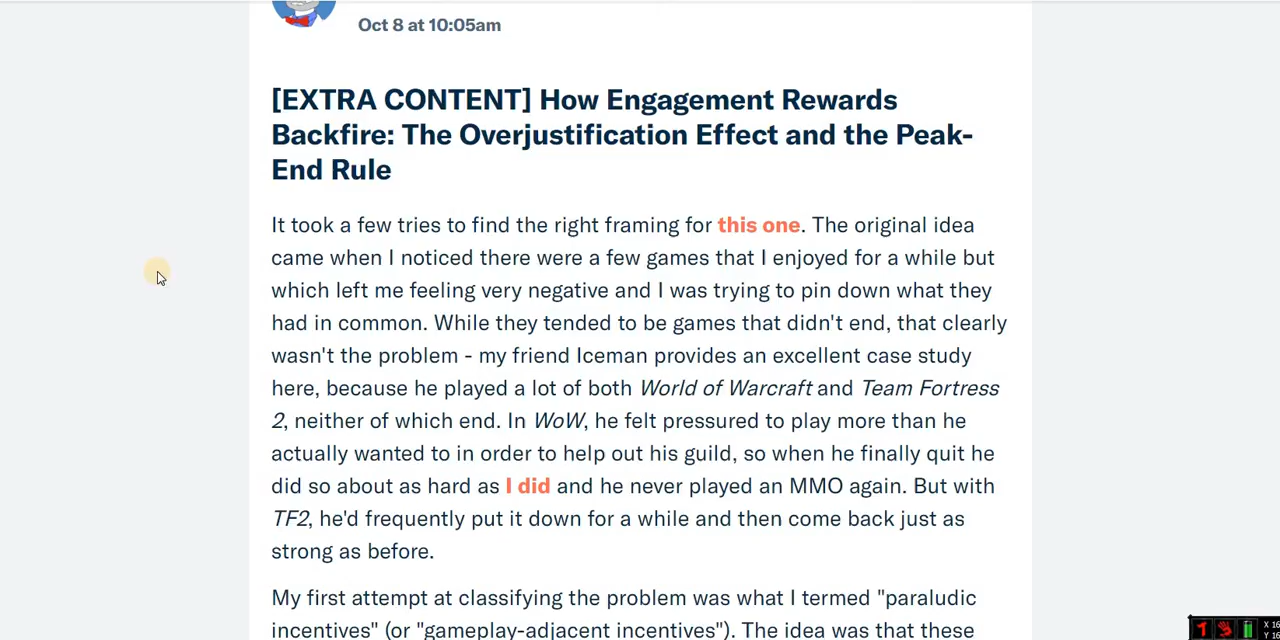 Oct 8 at 10:05am
[EXTRA CONTENT] How Engagement Rewards
Backfire: The Overjustification Effect and the Peak-
End Rule
It took a few tries to find the right framing for this one. The original idea
came when I noticed there were a few games that I enjoyed for a while but
which left me feeling very negative and I was trying to pin down what they
had in common. While they tended to be games that didn't end, that clearly
wasn't the problem - my friend Iceman provides an excellent case study
here, because he played a lot of both World of Warcraft and Team Fortress
2, neither of which end. In WoW, he felt pressured to play more than he
actually wanted to in order to help out his guild, so when he finally quit he
did so about as hard as I did and he never played an MMO again. But with
TF2, he'd frequently put it down for a while and then come back just as
strong as before.
My first attempt at classifying the problem was what I termed "paraludic
incentives" (or "gameplay-adjacent incentives"). The idea was that these
X 16
Y 16